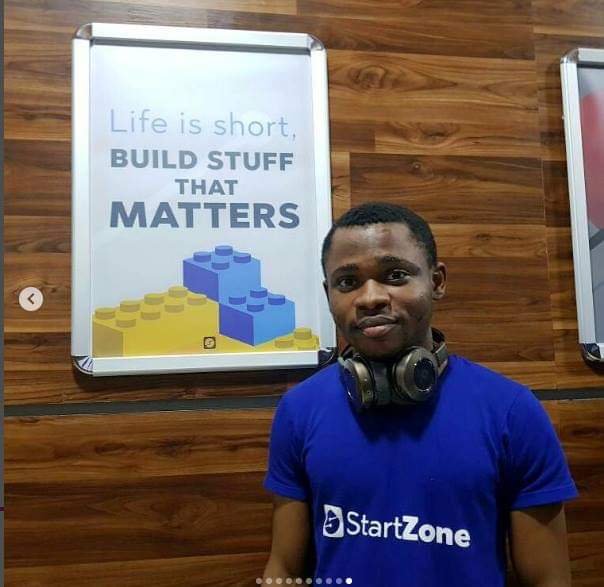 Life is short,
BUILD STUFF
THAT
MATTERS
StartZone